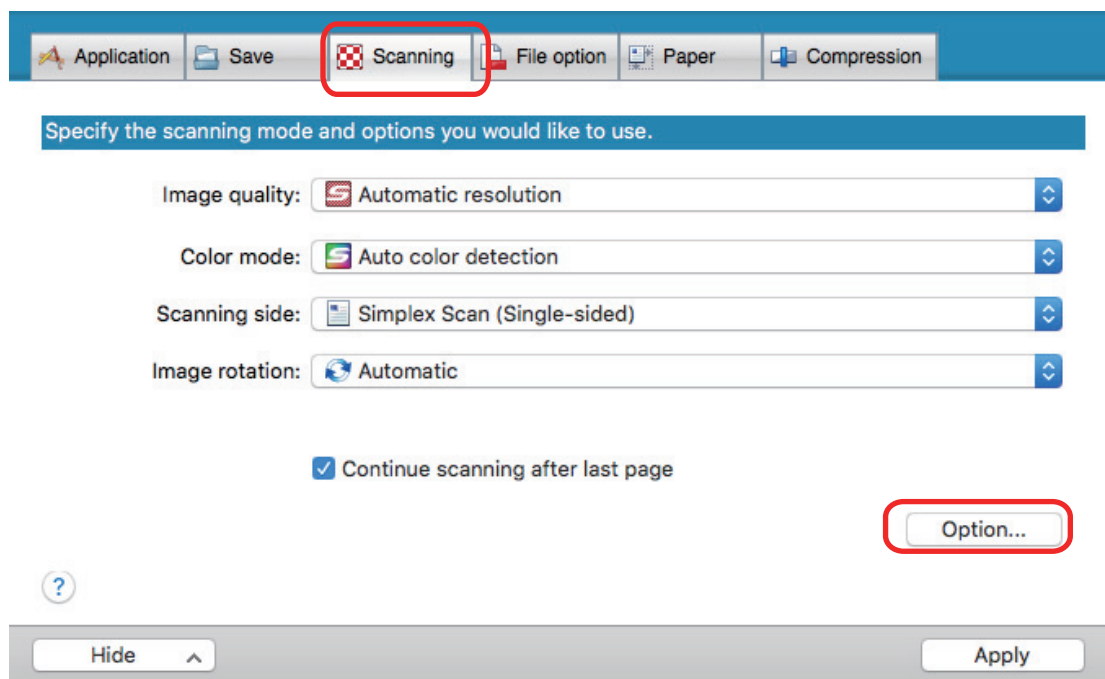 Application Save Scanning File option Paper Compression
Specify the scanning mode and options you would like to use.
Image quality: Automatic resolution
Color mode: Auto color detection
Scanning side: Simplex Scan (Single-sided)
Image rotation: Automatic
Continue scanning after last page
Option...
?
Hide Apply